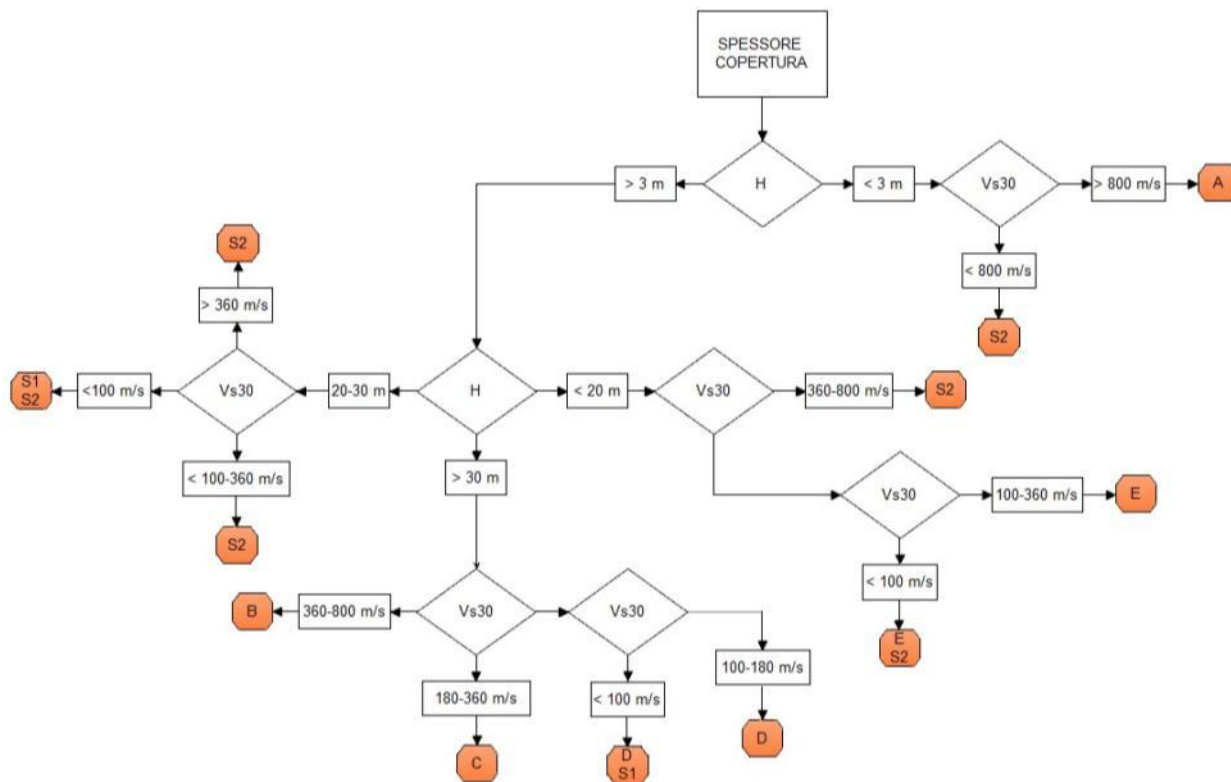 SPESSORE
COPERTURA
> 3 m
H
< 3 m
Vs30
> 800 m/s
A
S2
< 800 m/s
> 360 m/s
S2
S1
S2
<100 m/s
Vs30
20-30 m
H
< 20 m
Vs30
360-800 m/s
S2
< 100-360 m/s
> 30 m
Vs30
100-360 m/s
E
S2
< 100 m/s
B
360-800 m/s
Vs30
Vs30
E
S2
100-180 m/s
180-360 m/s
< 100 m/s
D
C
D
S1